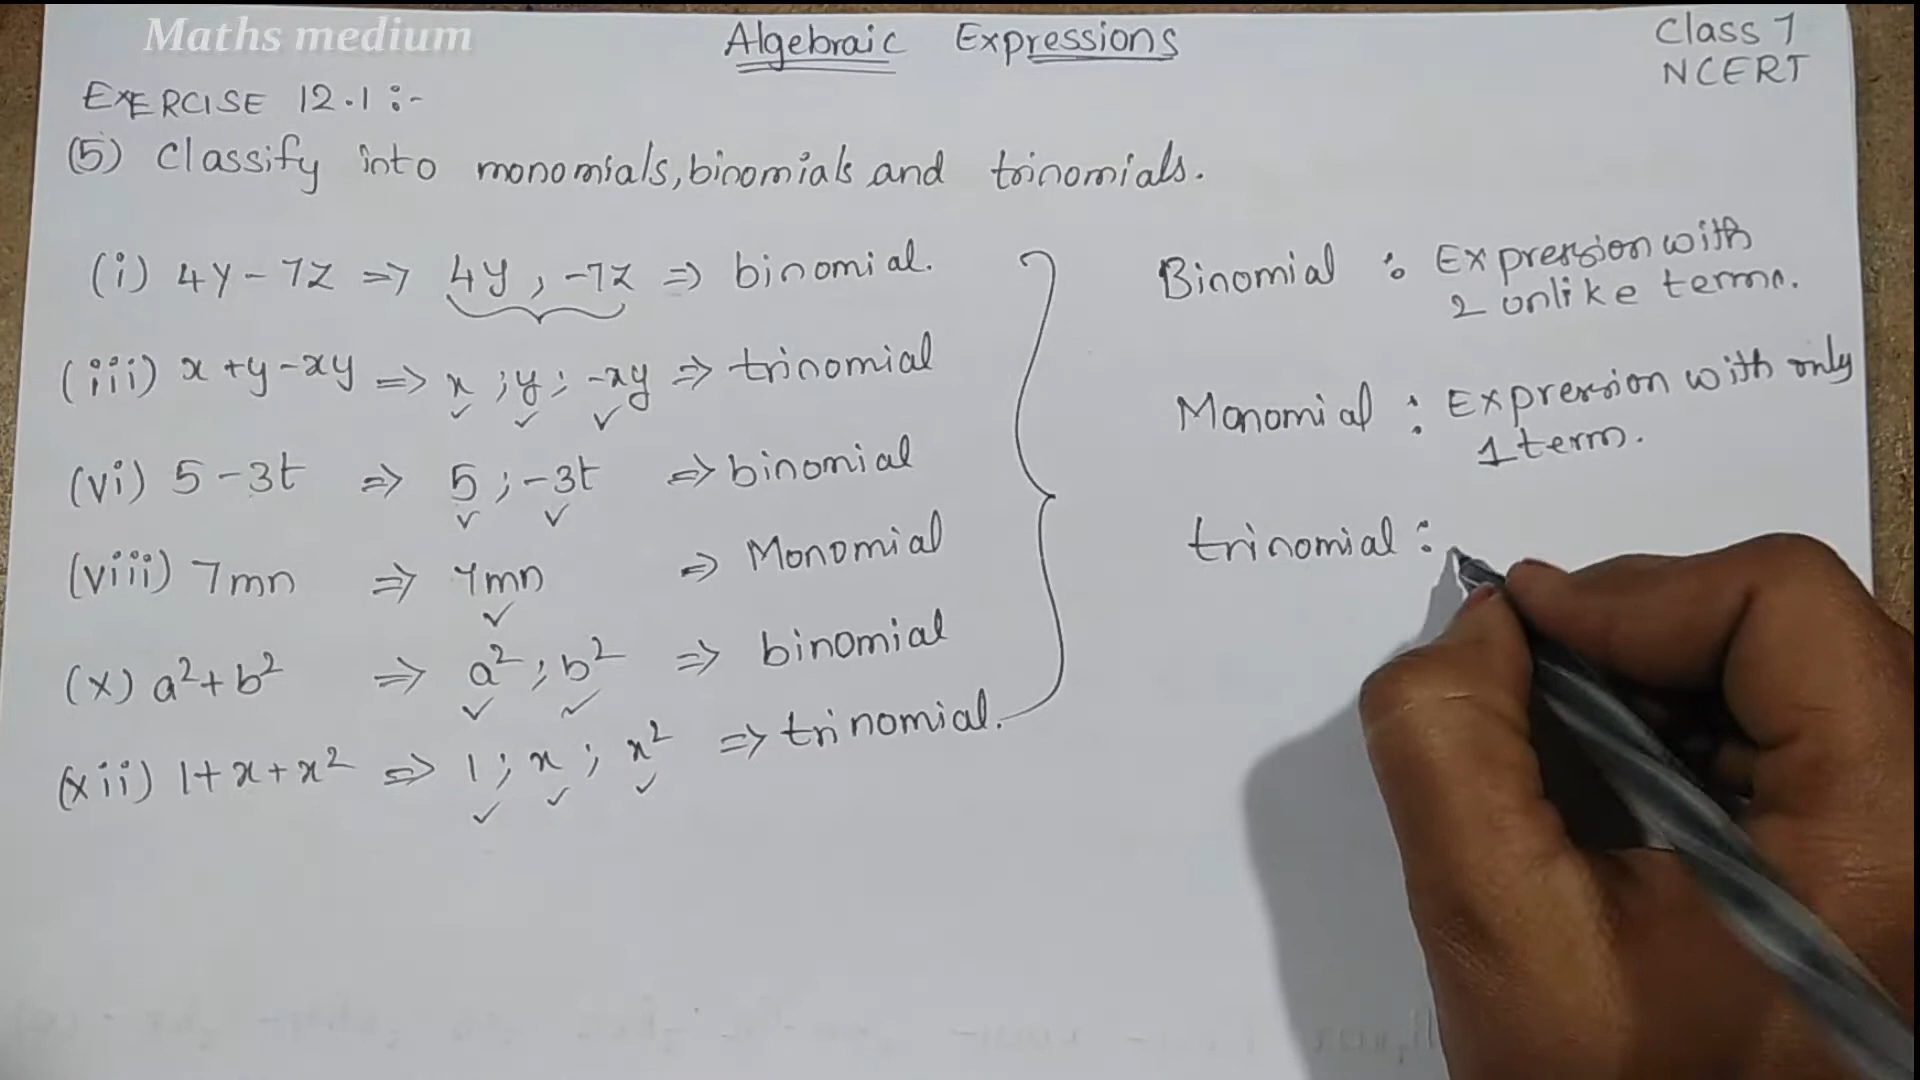 Maths medium
Algebraic Expressions
Class 7
NCERT
EXERCISE 12.1 :-
(5) Classify into monomials, binomials and trinomials.
(i) 4y - 7z => 4y, -7z => binomial.
(iii) x + y - xy => x ; y ; -xy => trinomial
(vi) 5 - 3t => 5 ; -3t => binomial
(viii) 7mn => 7mn => Monomial
(x) a² + b² => a² ; b² => binomial
(xii) 1 + x + x² => 1 ; x ; x² => trinomial.
Binomial : Expression with
2 unlike terms.
Monomial : Expression with only
1 term.
trinomial :